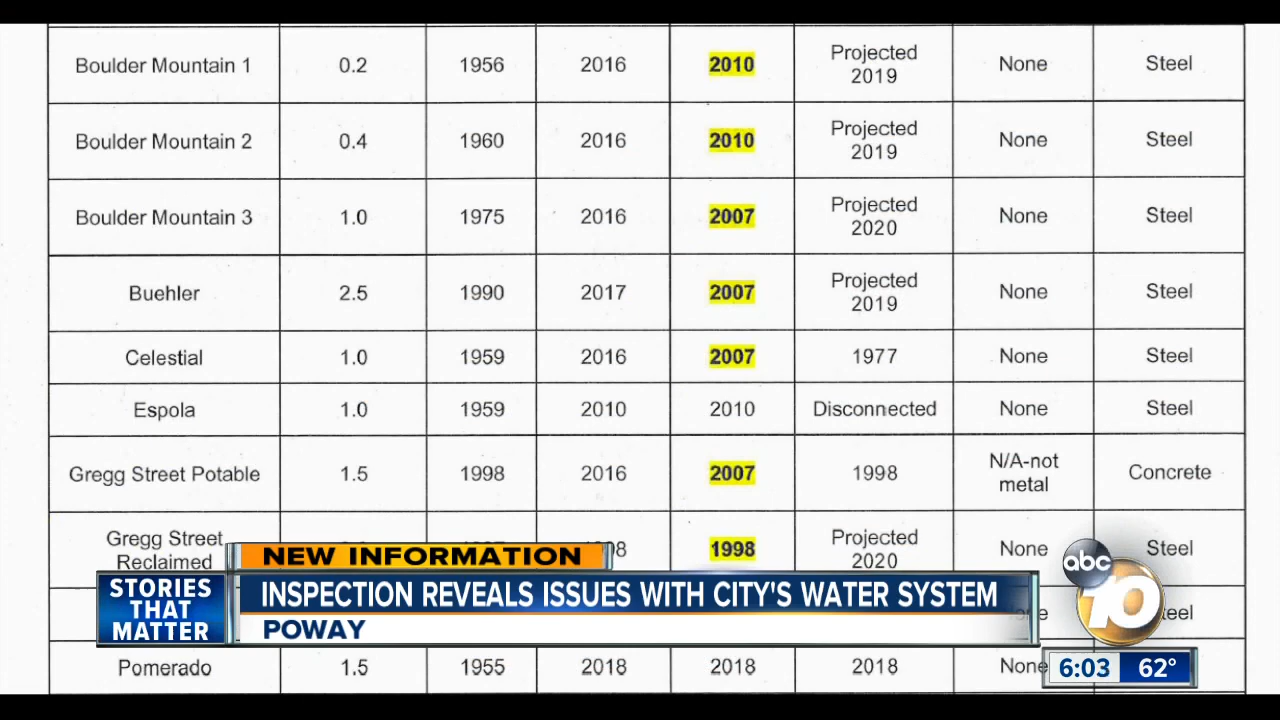 Boulder Mountain 1 0.2 1956 2016 2010 Projected 2019 None Steel
Boulder Mountain 2 0.4 1960 2016 2010 Projected 2019 None Steel
Boulder Mountain 3 1.0 1975 2016 2007 Projected 2020 None Steel
Buehler 2.5 1990 2017 2007 Projected 2019 None Steel
Celestial 1.0 1959 2016 2007 1977 None Steel
Espola 1.0 1959 2010 2010 Disconnected None Steel
Gregg Street Potable 1.5 1998 2016 2007 1998 N/A-not metal Concrete
Gregg Street Reclaimed 1998 Projected 2020 None Steel
NEW INFORMATION
STORIES THAT MATTER
INSPECTION REVEALS ISSUES WITH CITY'S WATER SYSTEM
POWAY
abc 10
Pomerado 1.5 1955 2018 2018 2018 None
6:03 62°